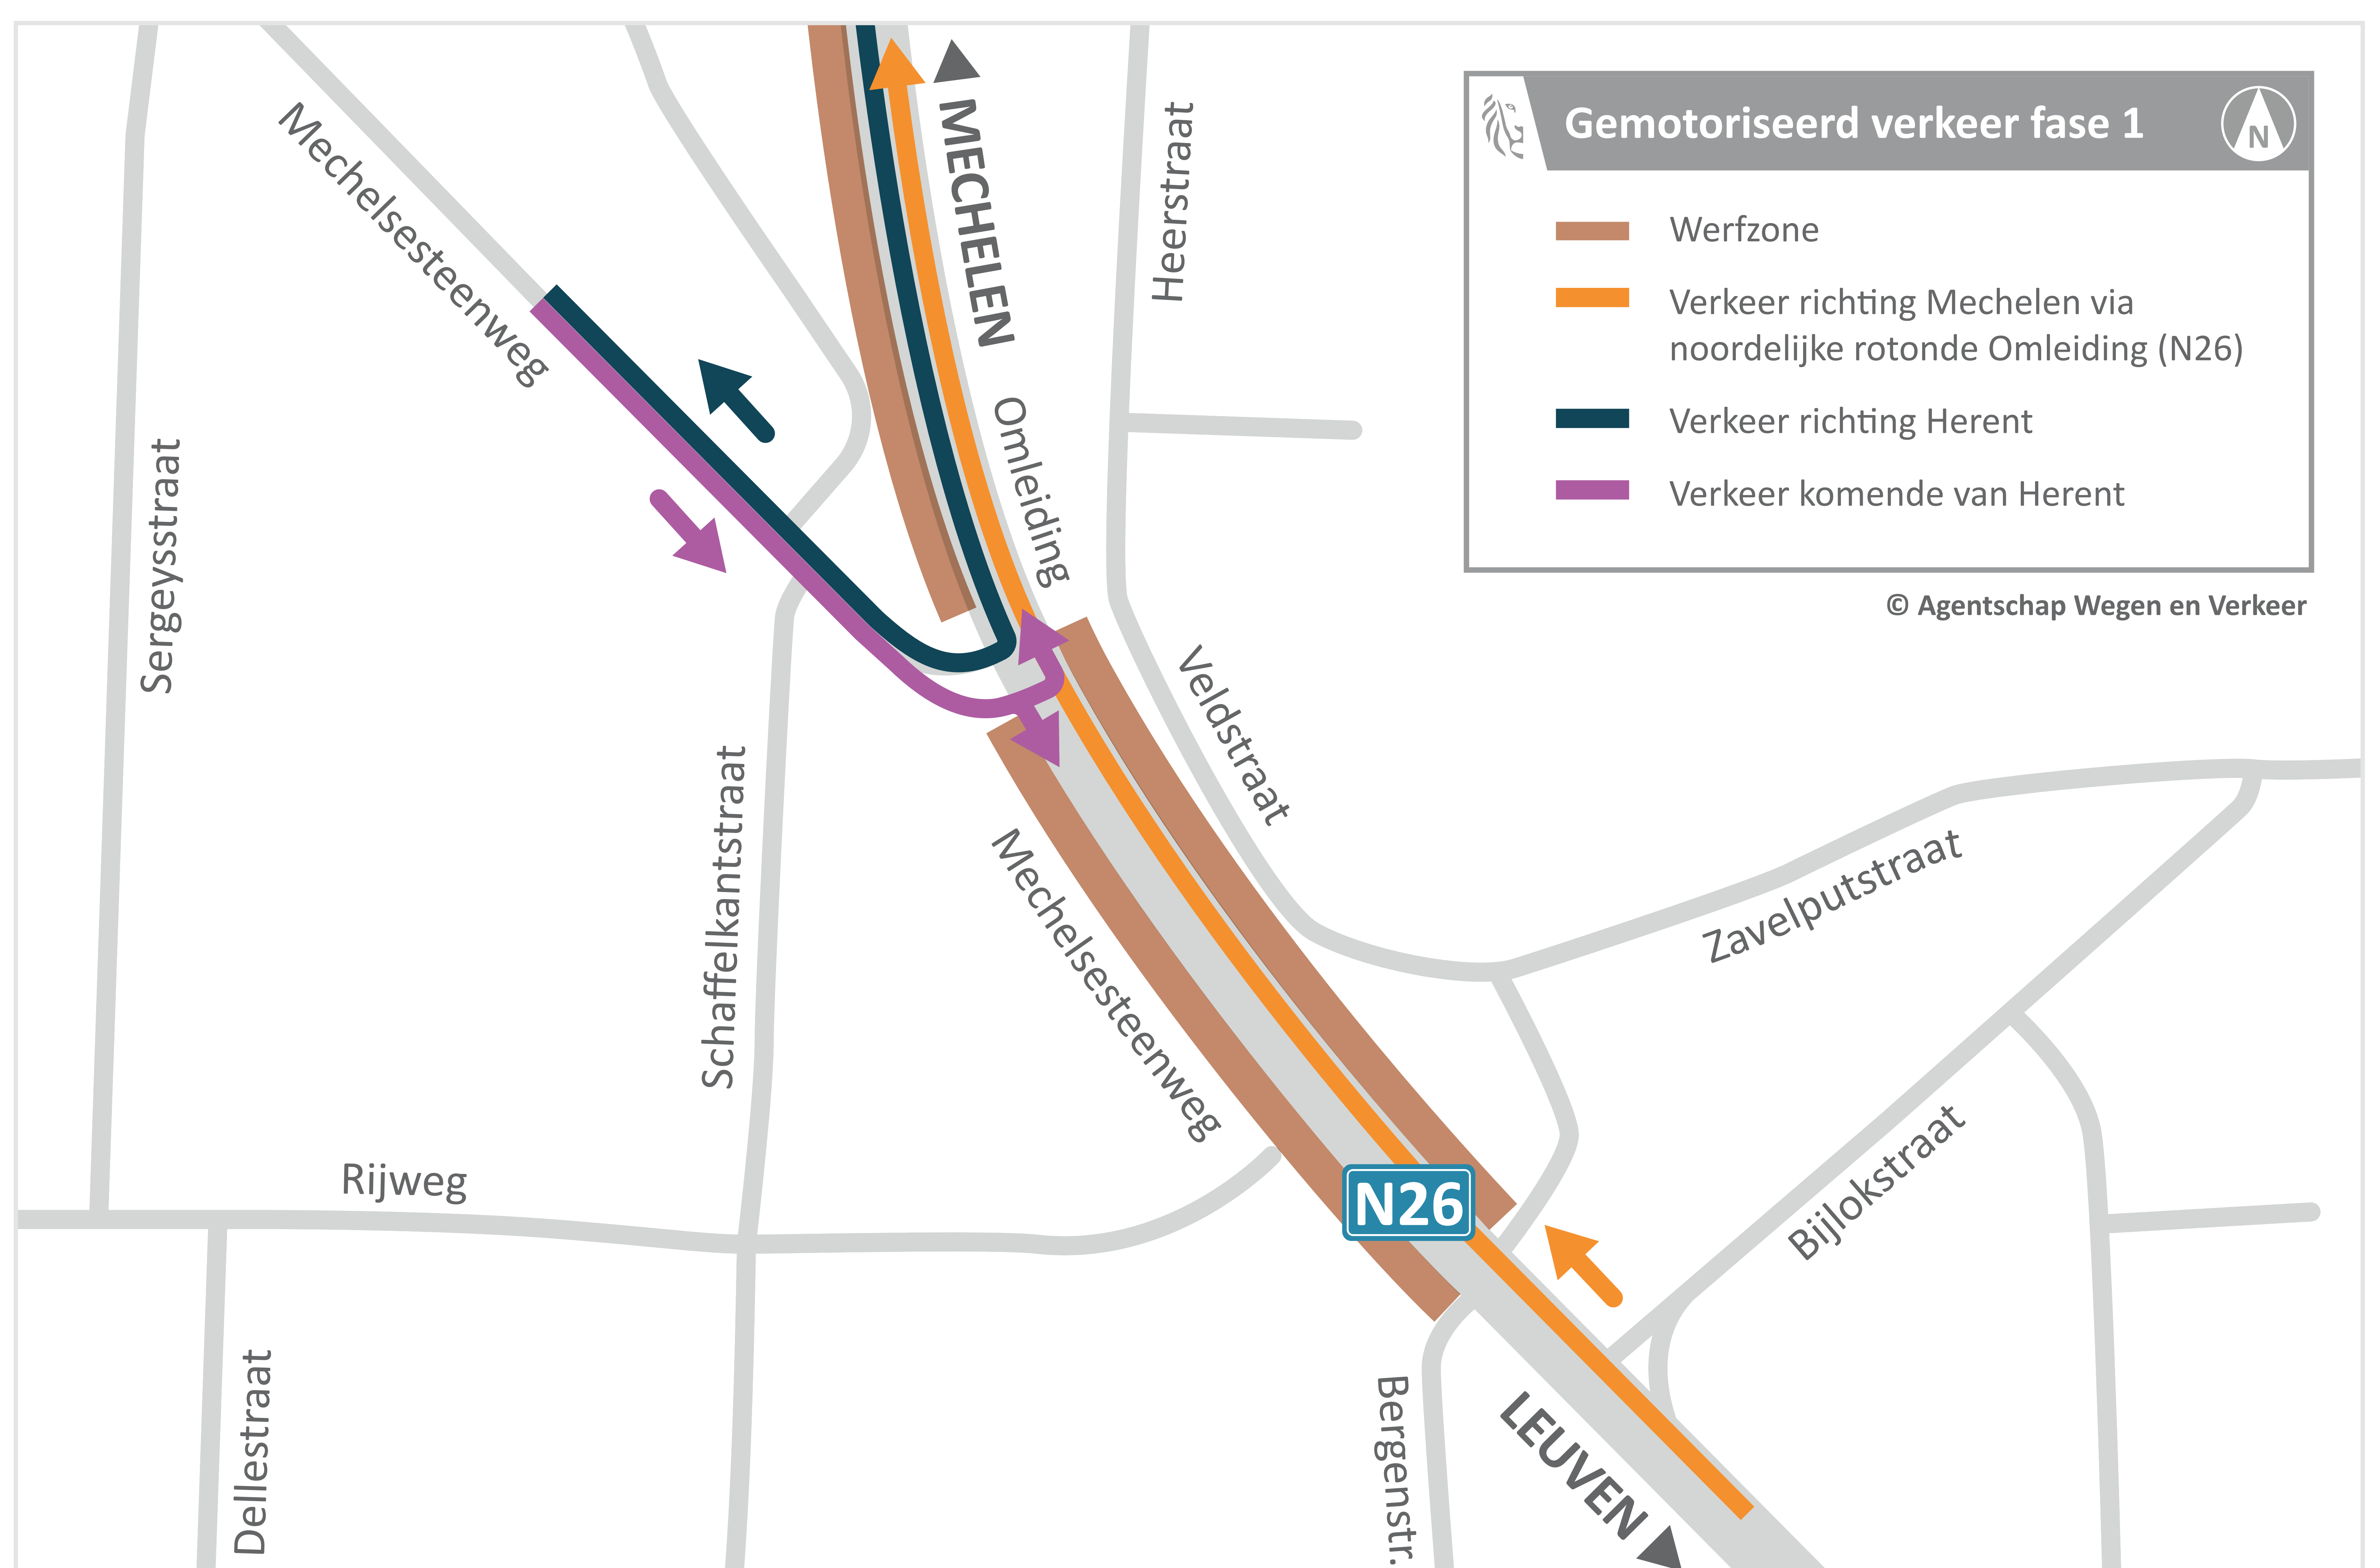 Gemotoriseerd verkeer fase 1
N
Werfzone
Verkeer richting Mechelen via
noordelijke rotonde Omleiding (N26)
Verkeer richting Herent
Verkeer komende van Herent
© Agentschap Wegen en Verkeer
Mechelsesteenweg
MECHELEN
Heerstraat
Omleiding
Sergeysstraat
Veldstraat
Schaffelkantstraat
Mechelsesteenweg
Zavelputstraat
Rijweg
N26
Bijlokstraat
Dellestraat
Bergenstr.
LEUVEN